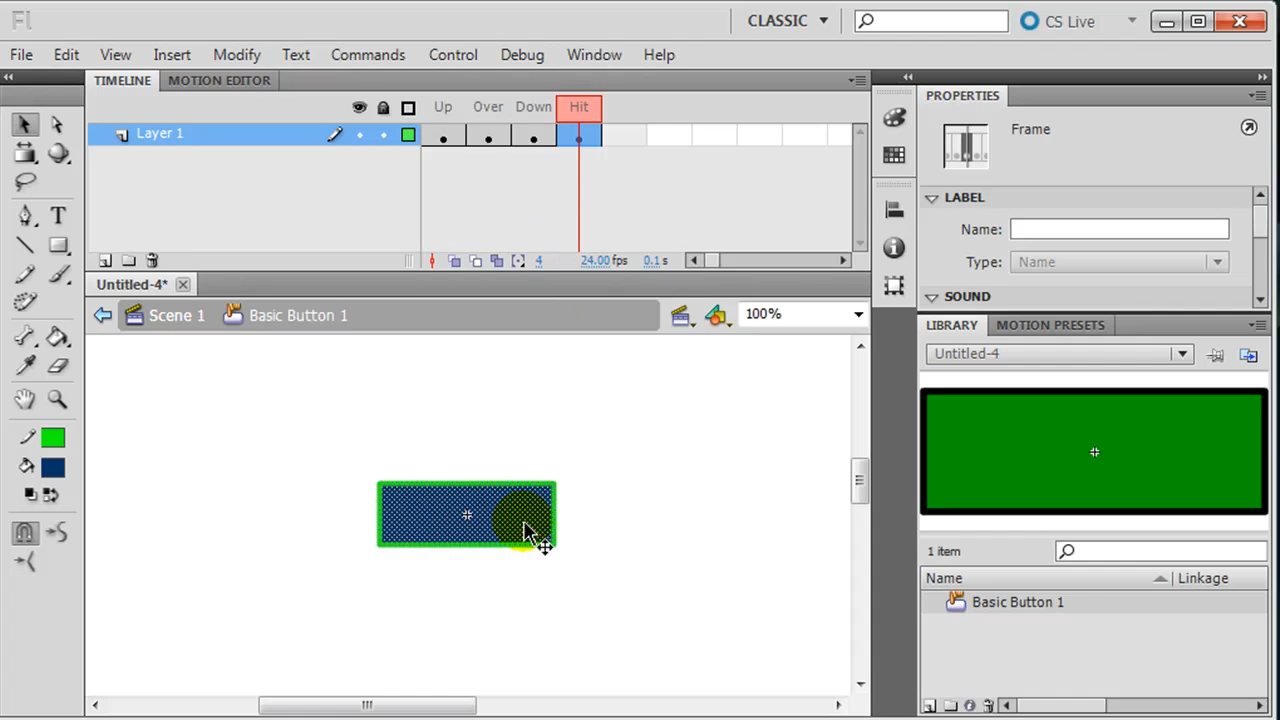 Fl CLASSIC CS Live
File Edit View Insert Modify Text Commands Control Debug Window Help
TIMELINE MOTION EDITOR
Up Over Down Hit
Layer 1
4 24.00 fps 0.1 s
Untitled-4*
Scene 1 Basic Button 1 100%
PROPERTIES
Frame
LABEL
Name:
Type: Name
SOUND
LIBRARY MOTION PRESETS
Untitled-4
1 item
Name Linkage
Basic Button 1
T